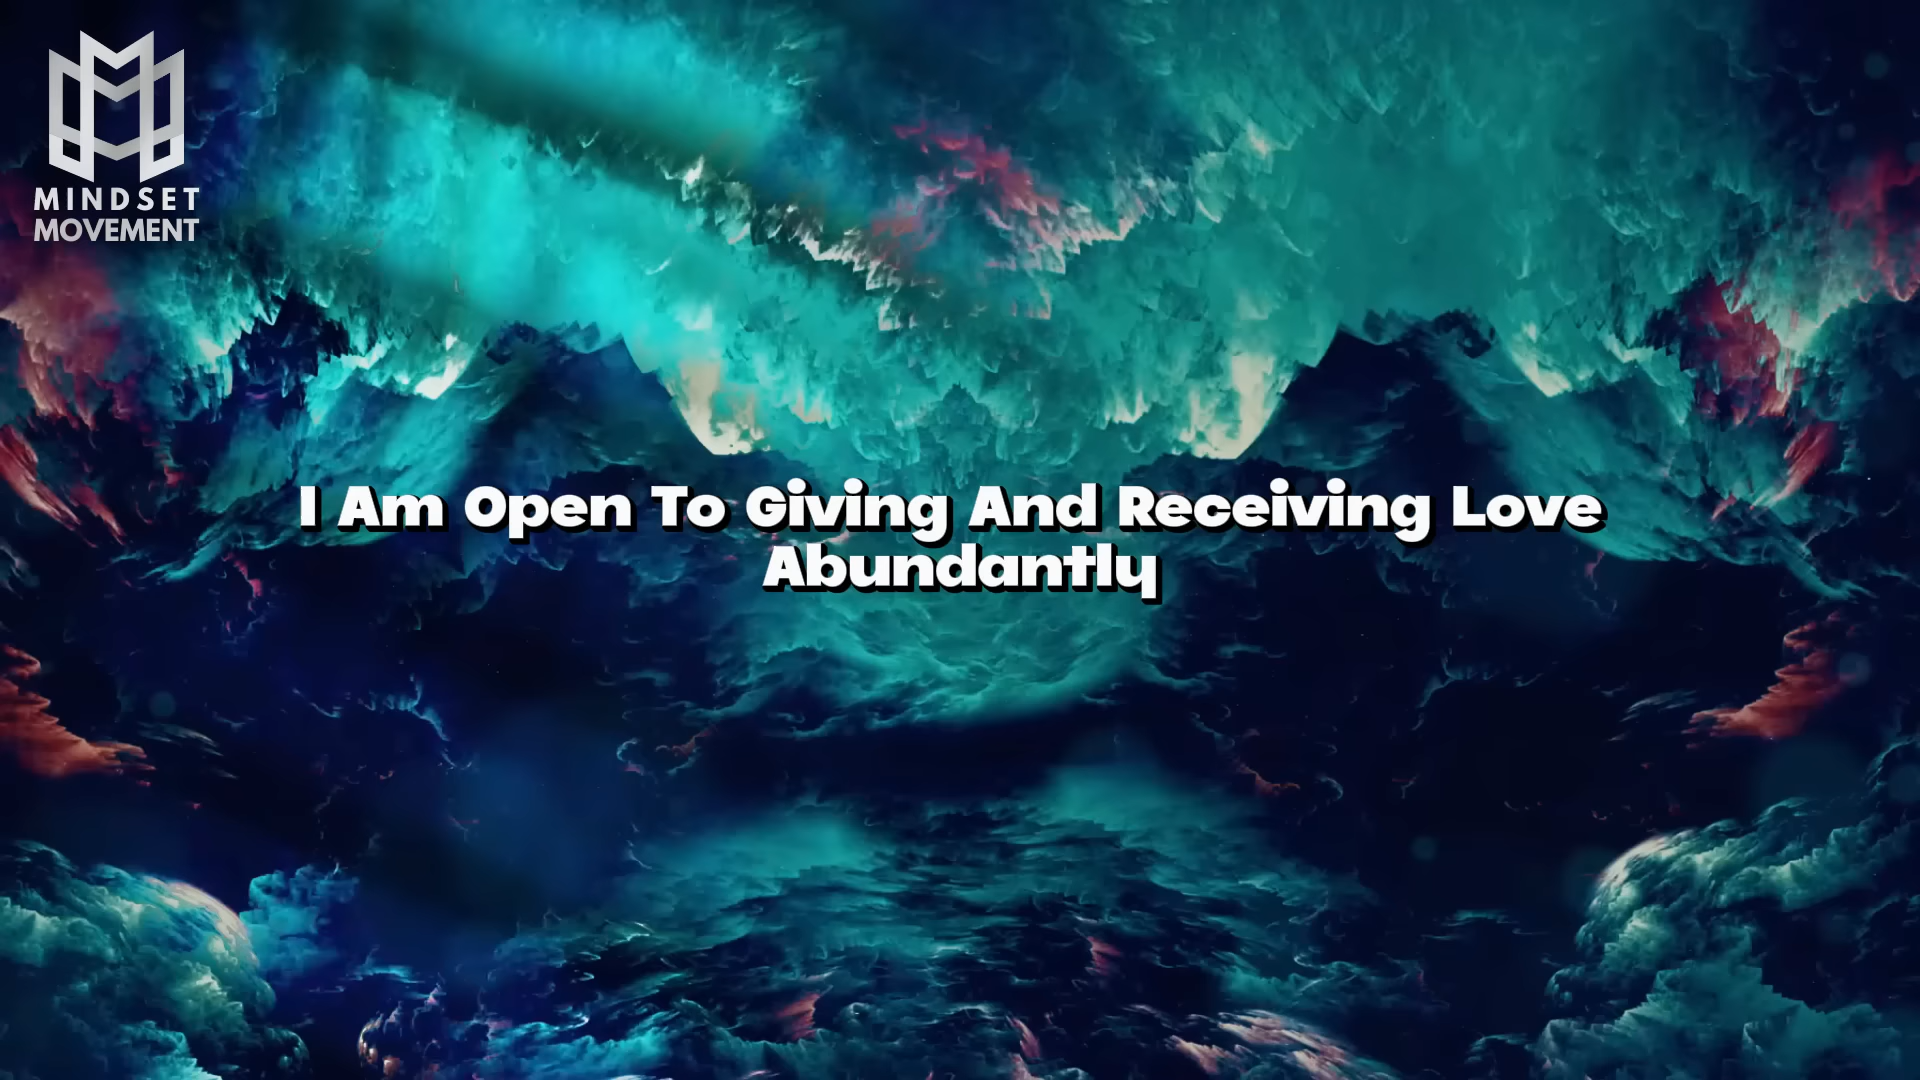 MINDSET
MOVEMENT
I Am Open To Giving And Receiving Love
Abundantly